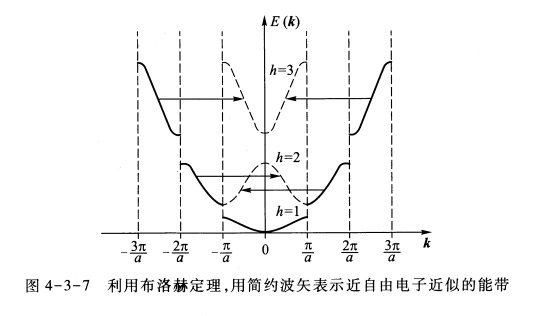 E(k)
h=3
h=2
h=1
-3π/a -2π/a -π/a 0 π/a 2π/a 3π/a k
图 4-3-7 利用布洛赫定理,用简约波矢表示近自由电子近似的能带